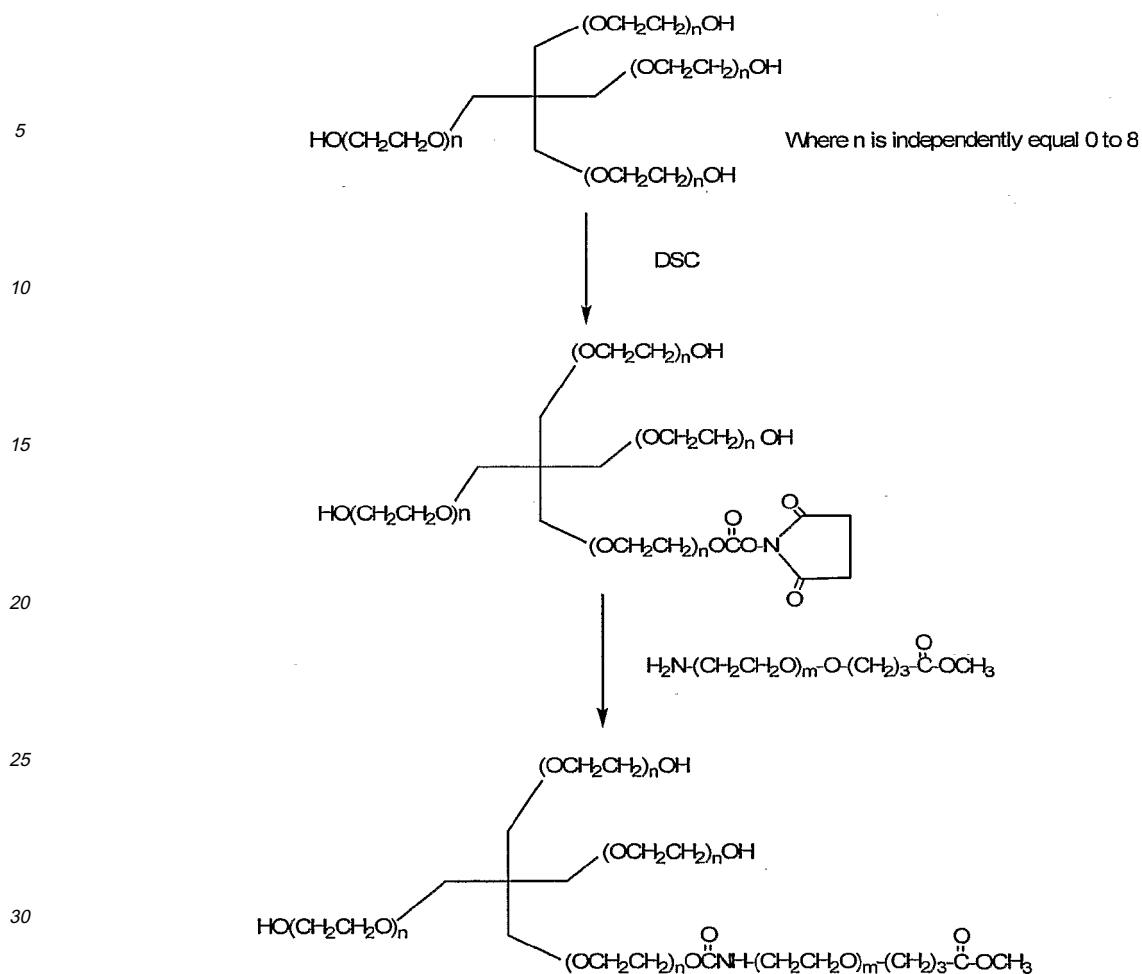 (OCH₂CH₂)ₙOH
(OCH₂CH₂)ₙOH
5
HO(CH₂CH₂O)n
Where n is independently equal 0 to 8
(OCH₂CH₂)ₙOH
DSC
10
(OCH₂CH₂)ₙOH
15
(OCH₂CH₂)ₙ OH
HO(CH₂CH₂O)n
O
O
(OCH₂CH₂)ₙOCO-N
O
20
O
H₂N-(CH₂CH₂O)ₘ-O-(CH₂)₃-C-OCH₃
25
(OCH₂CH₂)ₙOH
(OCH₂CH₂)ₙOH
30
HO(CH₂CH₂O)ₙ
O
O
(OCH₂CH₂)ₙOCNH-(CH₂CH₂O)ₘ-(CH₂)₃-C-OCH₃